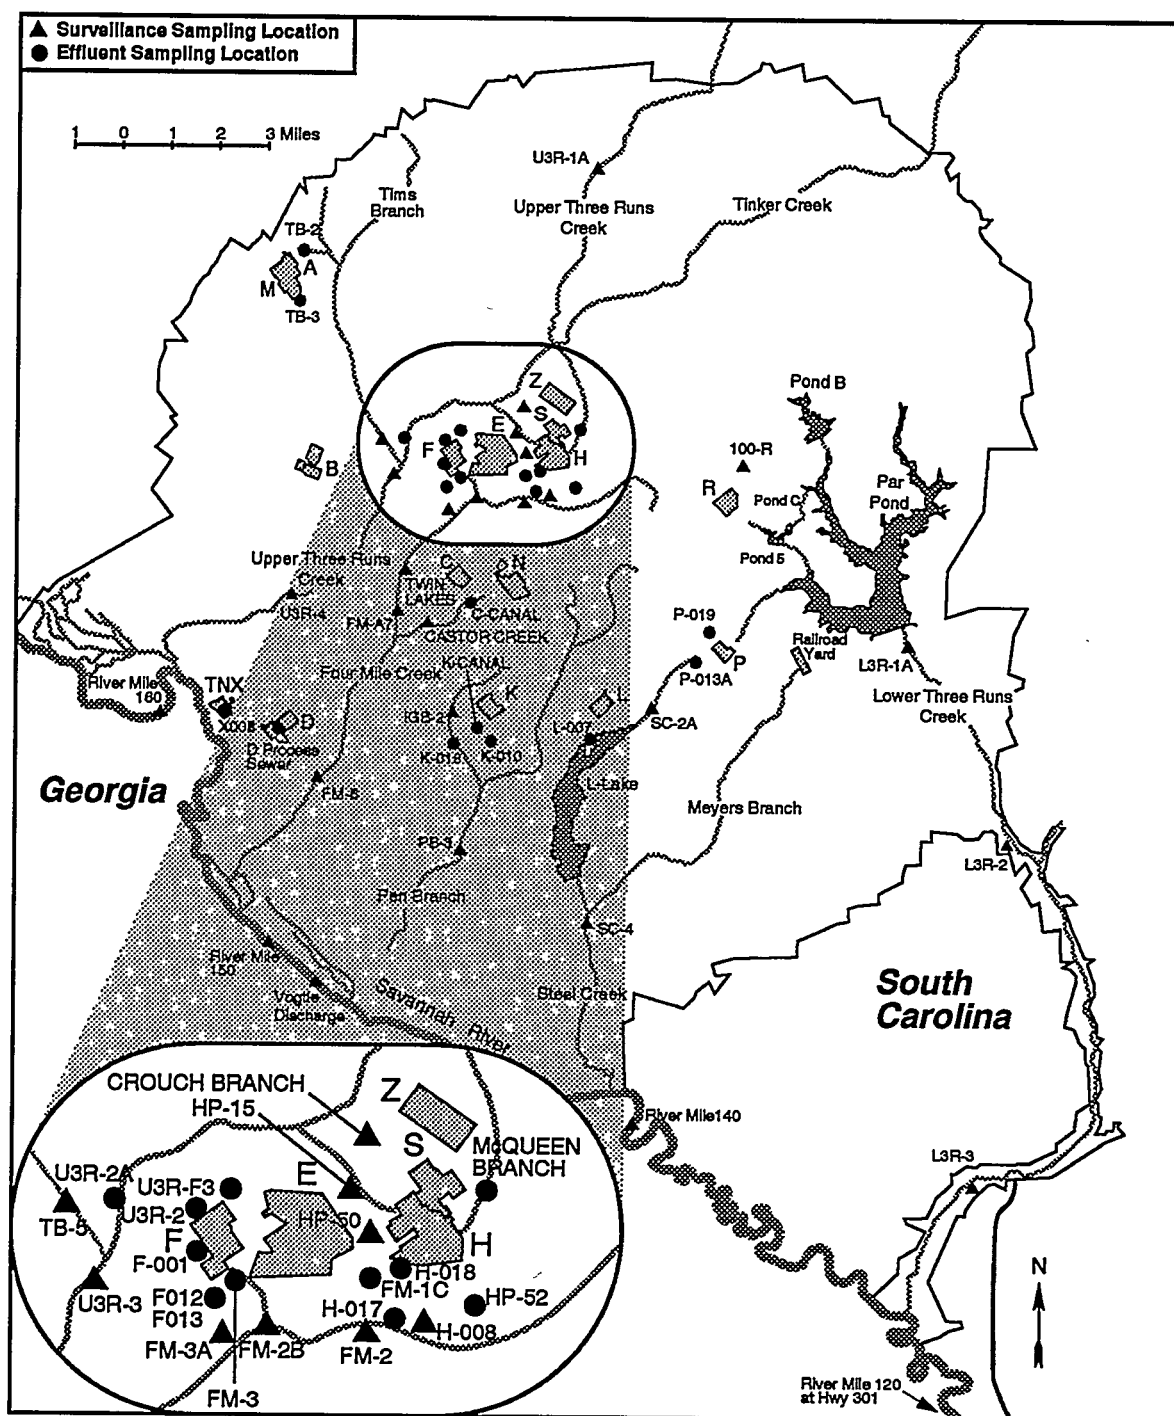 Surveillance Sampling Location
Effluent Sampling Location
1 0 1 2 3 Miles
U3R-1A
Tims
Branch
Upper Three Runs
Creek
Tinker Creek
TB-2
A
M
TB-3
Z
S
E
F
H
B
Pond B
100-R
R
Par
Pond
Pond C
Pond 5
Upper Three Runs
Creek
U3R-4
C
N
TWIN
LAKES
FM-A7
C-CANAL
CASTOR CREEK
P-019
P
P-013A
Railroad
Yard
L3R-1A
Four Mile Creek
K-CANAL
K
L
River Mile
160
TNX
X008
D
D Process
Sewer
L-007
SC-2A
Lower Three Runs
Creek
K-018
K-010
Georgia
FM-6
L-Lake
Meyers Branch
PB-3
L3R-2
Pen Branch
SC-4
River Mile
150
Vogtle
Discharge
Savannah River
Steel Creek
South
Carolina
CROUCH BRANCH
HP-15
Z
S
McQUEEN
BRANCH
E
River Mile140
U3R-2A
U3R-F3
TB-5
U3R-2
HP-50
F
H
F-001
H-018
FM-1C
U3R-3
F012
F013
H-017
HP-52
H-008
FM-3A
FM-2B
FM-2
FM-3
L3R-3
N
River Mile 120
at Hwy 301